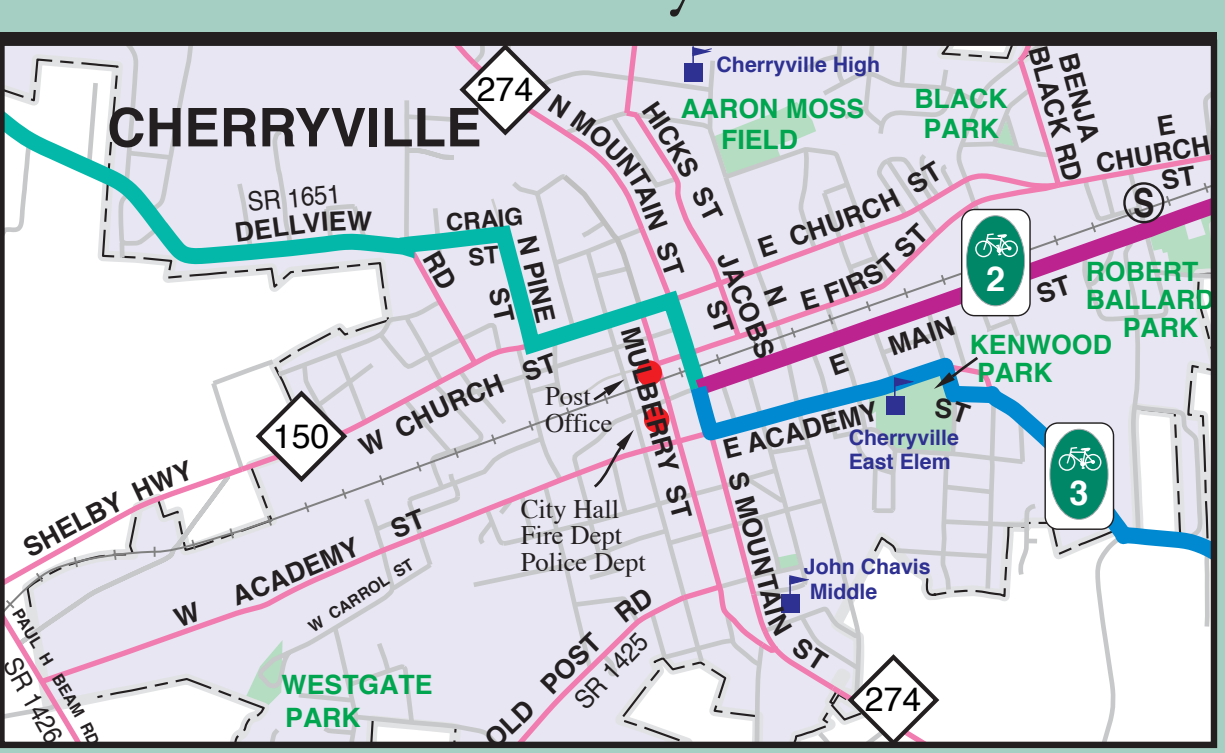 274
Cherryville High
CHERRYVILLE
N MOUNTAIN ST
HICKS ST
AARON MOSS
FIELD
BLACK
PARK
BENJA
BLACK RD
E CHURCH ST
S
SR 1651
DELLVIEW RD
CRAIG
ST
N PINE
ST
E CHURCH ST
N JACOBS
ST
E FIRST ST
2
E MAIN ST
ROBERT
BALLARD
PARK
KENWOOD
PARK
MULBERRY ST
Post
Office
150
W CHURCH ST
SHELBY HWY
E ACADEMY ST
Cherryville
East Elem
3
City Hall
Fire Dept
Police Dept
S MOUNTAIN ST
W ACADEMY ST
W CARROL ST
John Chavis
Middle
PAUL H BEAM RD
SR 1426
WESTGATE
PARK
OLD POST RD
SR 1425
274